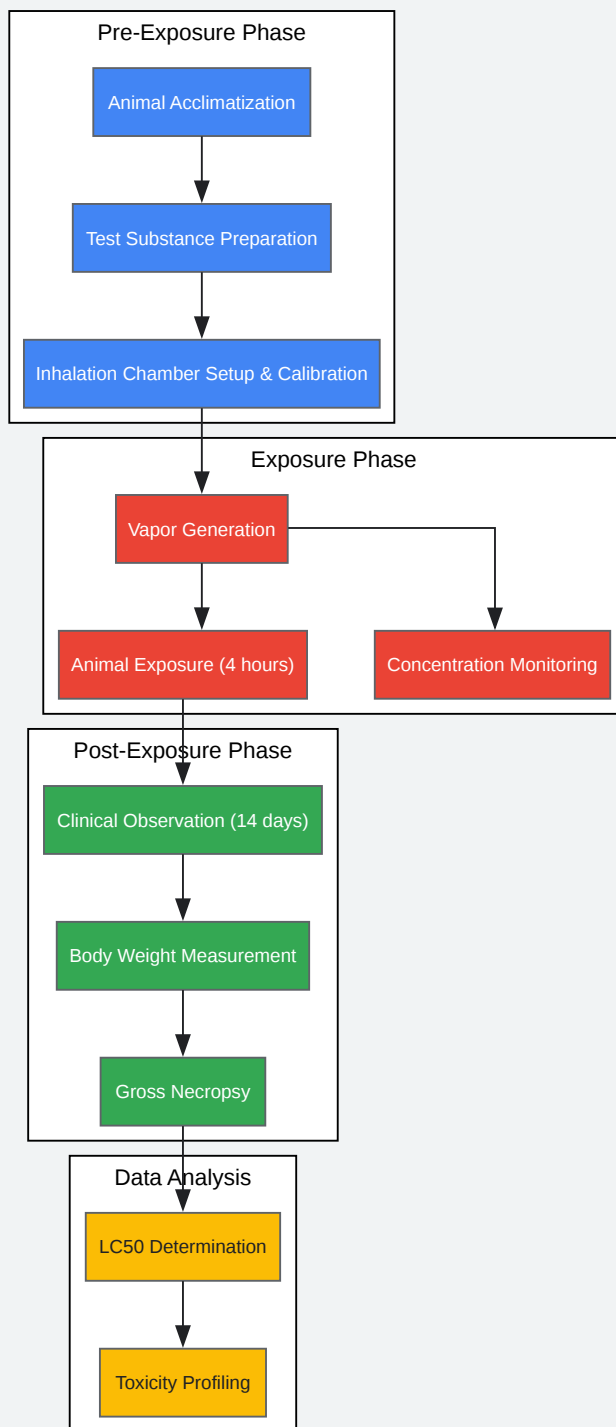 Pre-Exposure Phase
Animal Acclimatization
Test Substance Preparation
Inhalation Chamber Setup & Calibration
Exposure Phase
Vapor Generation
Animal Exposure (4 hours)
Concentration Monitoring
Post-Exposure Phase
Clinical Observation (14 days)
Body Weight Measurement
Gross Necropsy
Data Analysis
LC50 Determination
Toxicity Profiling